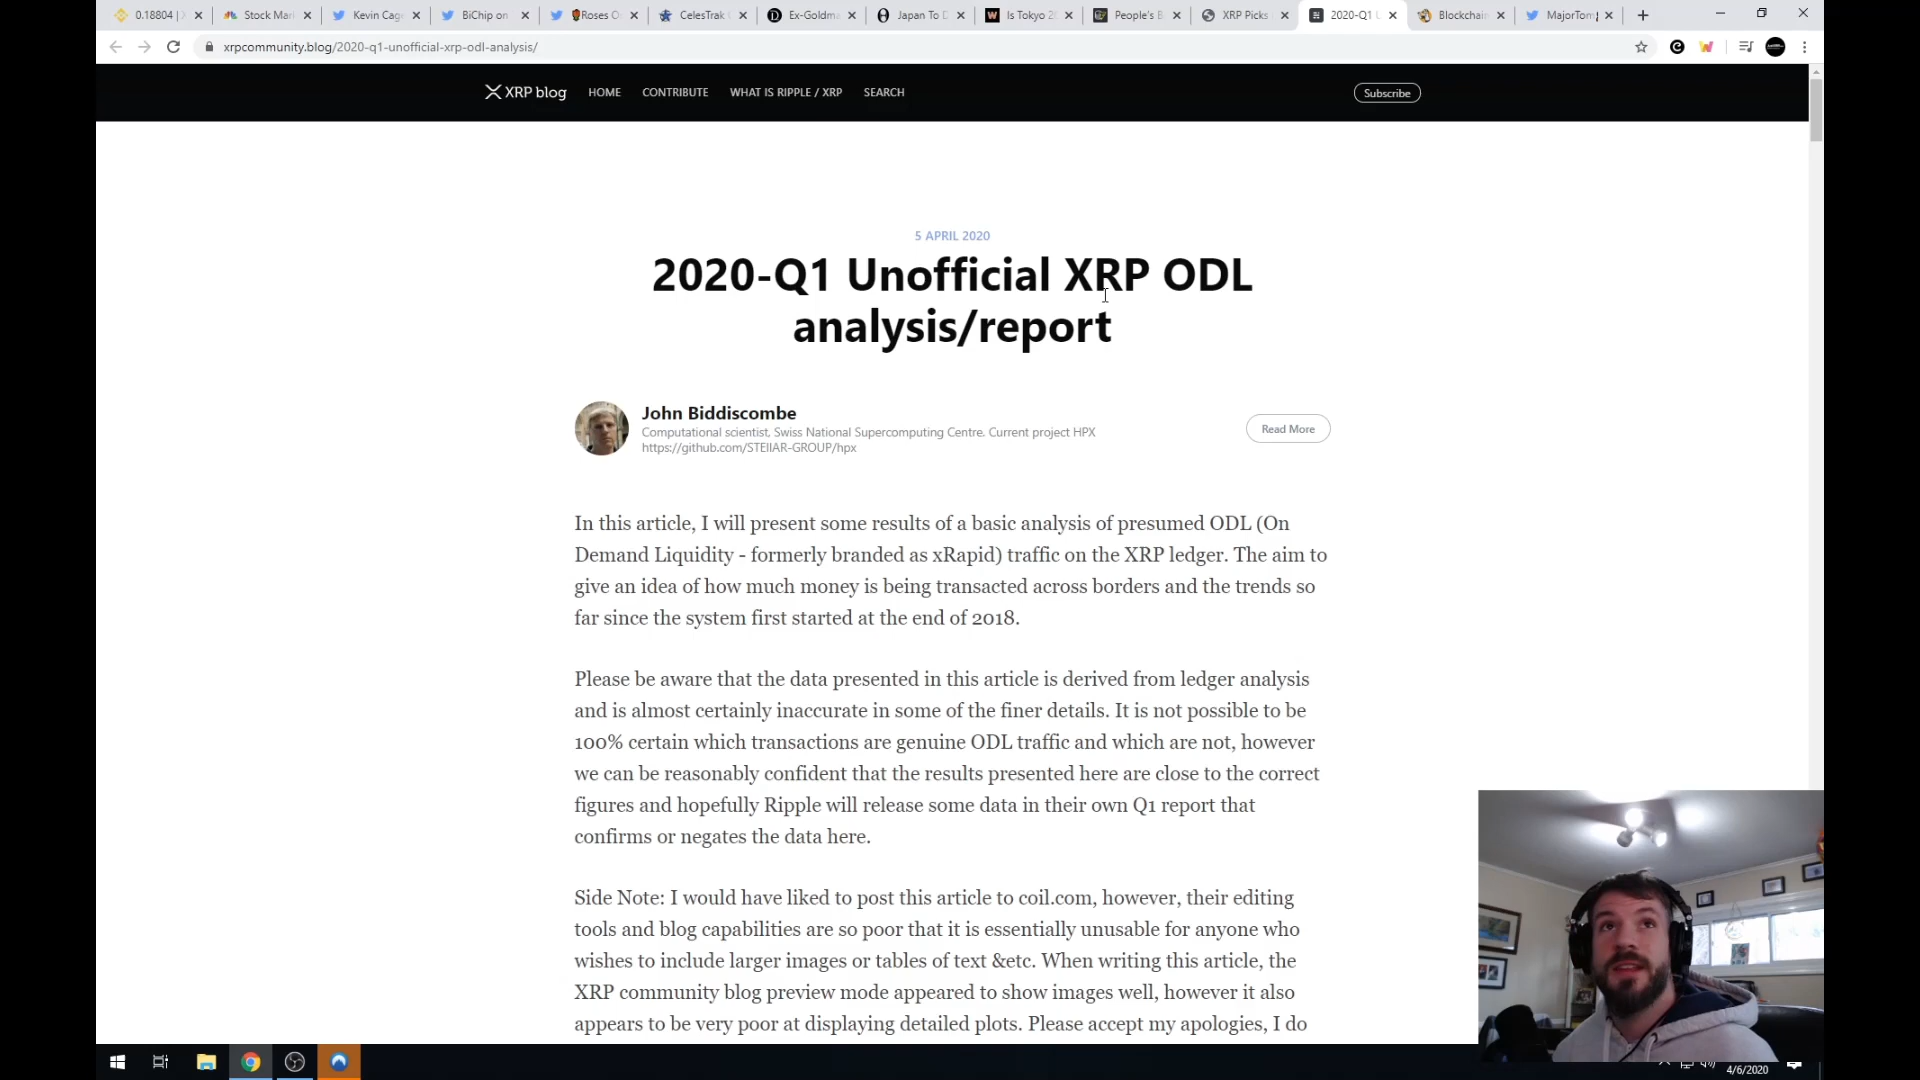 0.18804 | X
Stock Mar
Kevin Cag
BiChip on
Roses O
CelesTrak
Ex-Goldma
Japan To D
Is Tokyo 20
People's B
XRP Picks
2020-Q1 U
Blockchain
MajorTom
xrpcommunity.blog/2020-q1-unofficial-xrp-odl-analysis/
XRP blog
HOME
CONTRIBUTE
WHAT IS RIPPLE / XRP
SEARCH
Subscribe
5 APRIL 2020
2020-Q1 Unofficial XRP ODL
analysis/report
John Biddiscombe
Computational scientist, Swiss National Supercomputing Centre. Current project HPX
https://github.com/STEllAR-GROUP/hpx
Read More
In this article, I will present some results of a basic analysis of presumed ODL (On
Demand Liquidity - formerly branded as xRapid) traffic on the XRP ledger. The aim to
give an idea of how much money is being transacted across borders and the trends so
far since the system first started at the end of 2018.
Please be aware that the data presented in this article is derived from ledger analysis
and is almost certainly inaccurate in some of the finer details. It is not possible to be
100% certain which transactions are genuine ODL traffic and which are not, however
we can be reasonably confident that the results presented here are close to the correct
figures and hopefully Ripple will release some data in their own Q1 report that
confirms or negates the data here.
Side Note: I would have liked to post this article to coil.com, however, their editing
tools and blog capabilities are so poor that it is essentially unusable for anyone who
wishes to include larger images or tables of text &etc. When writing this article, the
XRP community blog preview mode appeared to show images well, however it also
appears to be very poor at displaying detailed plots. Please accept my apologies, I do
4/6/2020